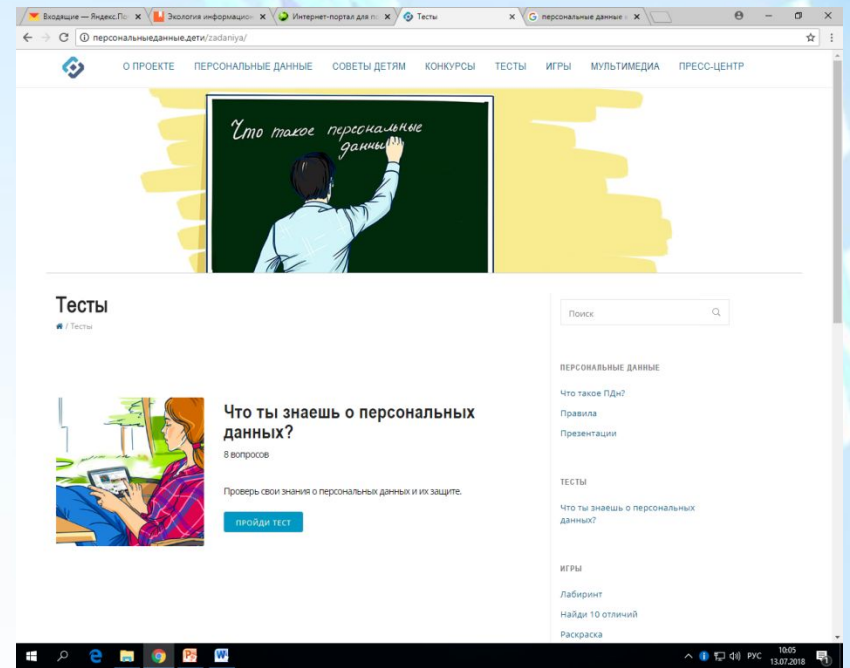 Входящие — Яндекс.По
Экология информацио
Интернет-портал для п
Тесты
персональные данные
персональныеданные.дети/zadaniya/
О ПРОЕКТЕ ПЕРСОНАЛЬНЫЕ ДАННЫЕ СОВЕТЫ ДЕТЯМ КОНКУРСЫ ТЕСТЫ ИГРЫ МУЛЬТИМЕДИА ПРЕСС-ЦЕНТР
Что такое персональные
данные
Тесты
/ Тесты
Что ты знаешь о персональных
данных?
8 вопросов
Проверь свои знания о персональных данных и их защите.
ПРОЙДИ ТЕСТ
Поиск
ПЕРСОНАЛЬНЫЕ ДАННЫЕ
Что такое ПДн?
Правила
Презентации
ТЕСТЫ
Что ты знаешь о персональных
данных?
ИГРЫ
Лабиринт
Найди 10 отличий
Раскраска
РУС
10:05
13.07.2018